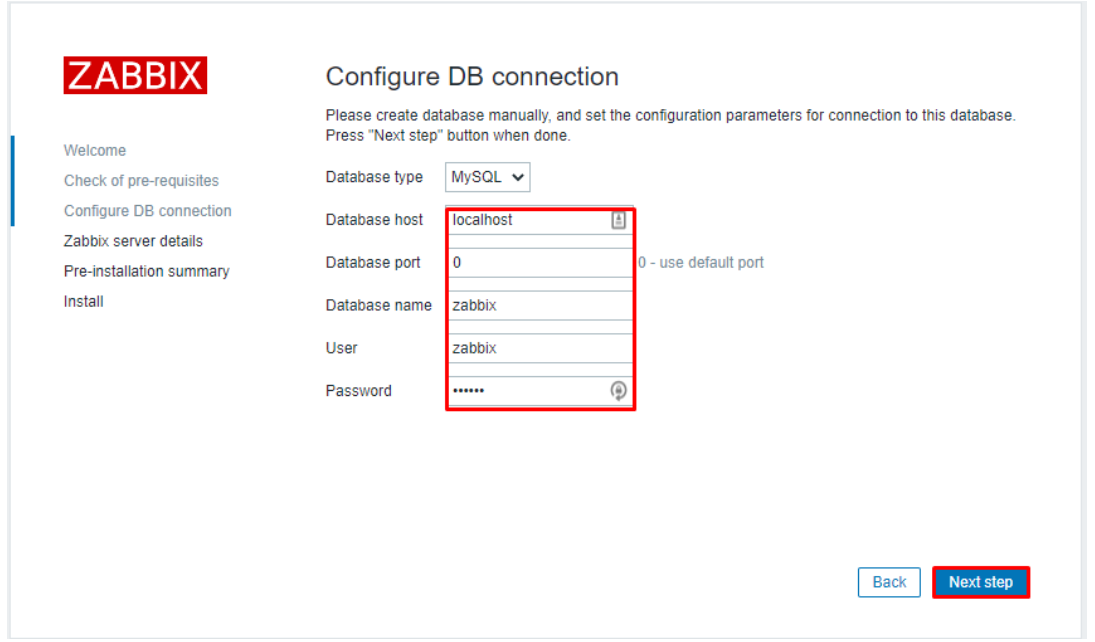 ZABBIX
Welcome
Check of pre-requisites
Configure DB connection
Zabbix server details
Pre-installation summary
Install
Configure DB connection
Please create database manually, and set the configuration parameters for connection to this database.
Press "Next step" button when done.
Database type MySQL
Database host localhost
Database port 0 0 - use default port
Database name zabbix
User zabbix
Password ••••••
Back Next step